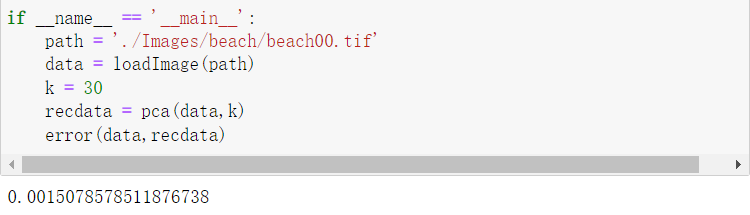 if __name__ == '__main__':
    path = './Images/beach/beach00.tif'
    data = loadImage(path)
    k = 30
    recdata = pca(data,k)
    error(data,recdata)
0.0015078578511876738